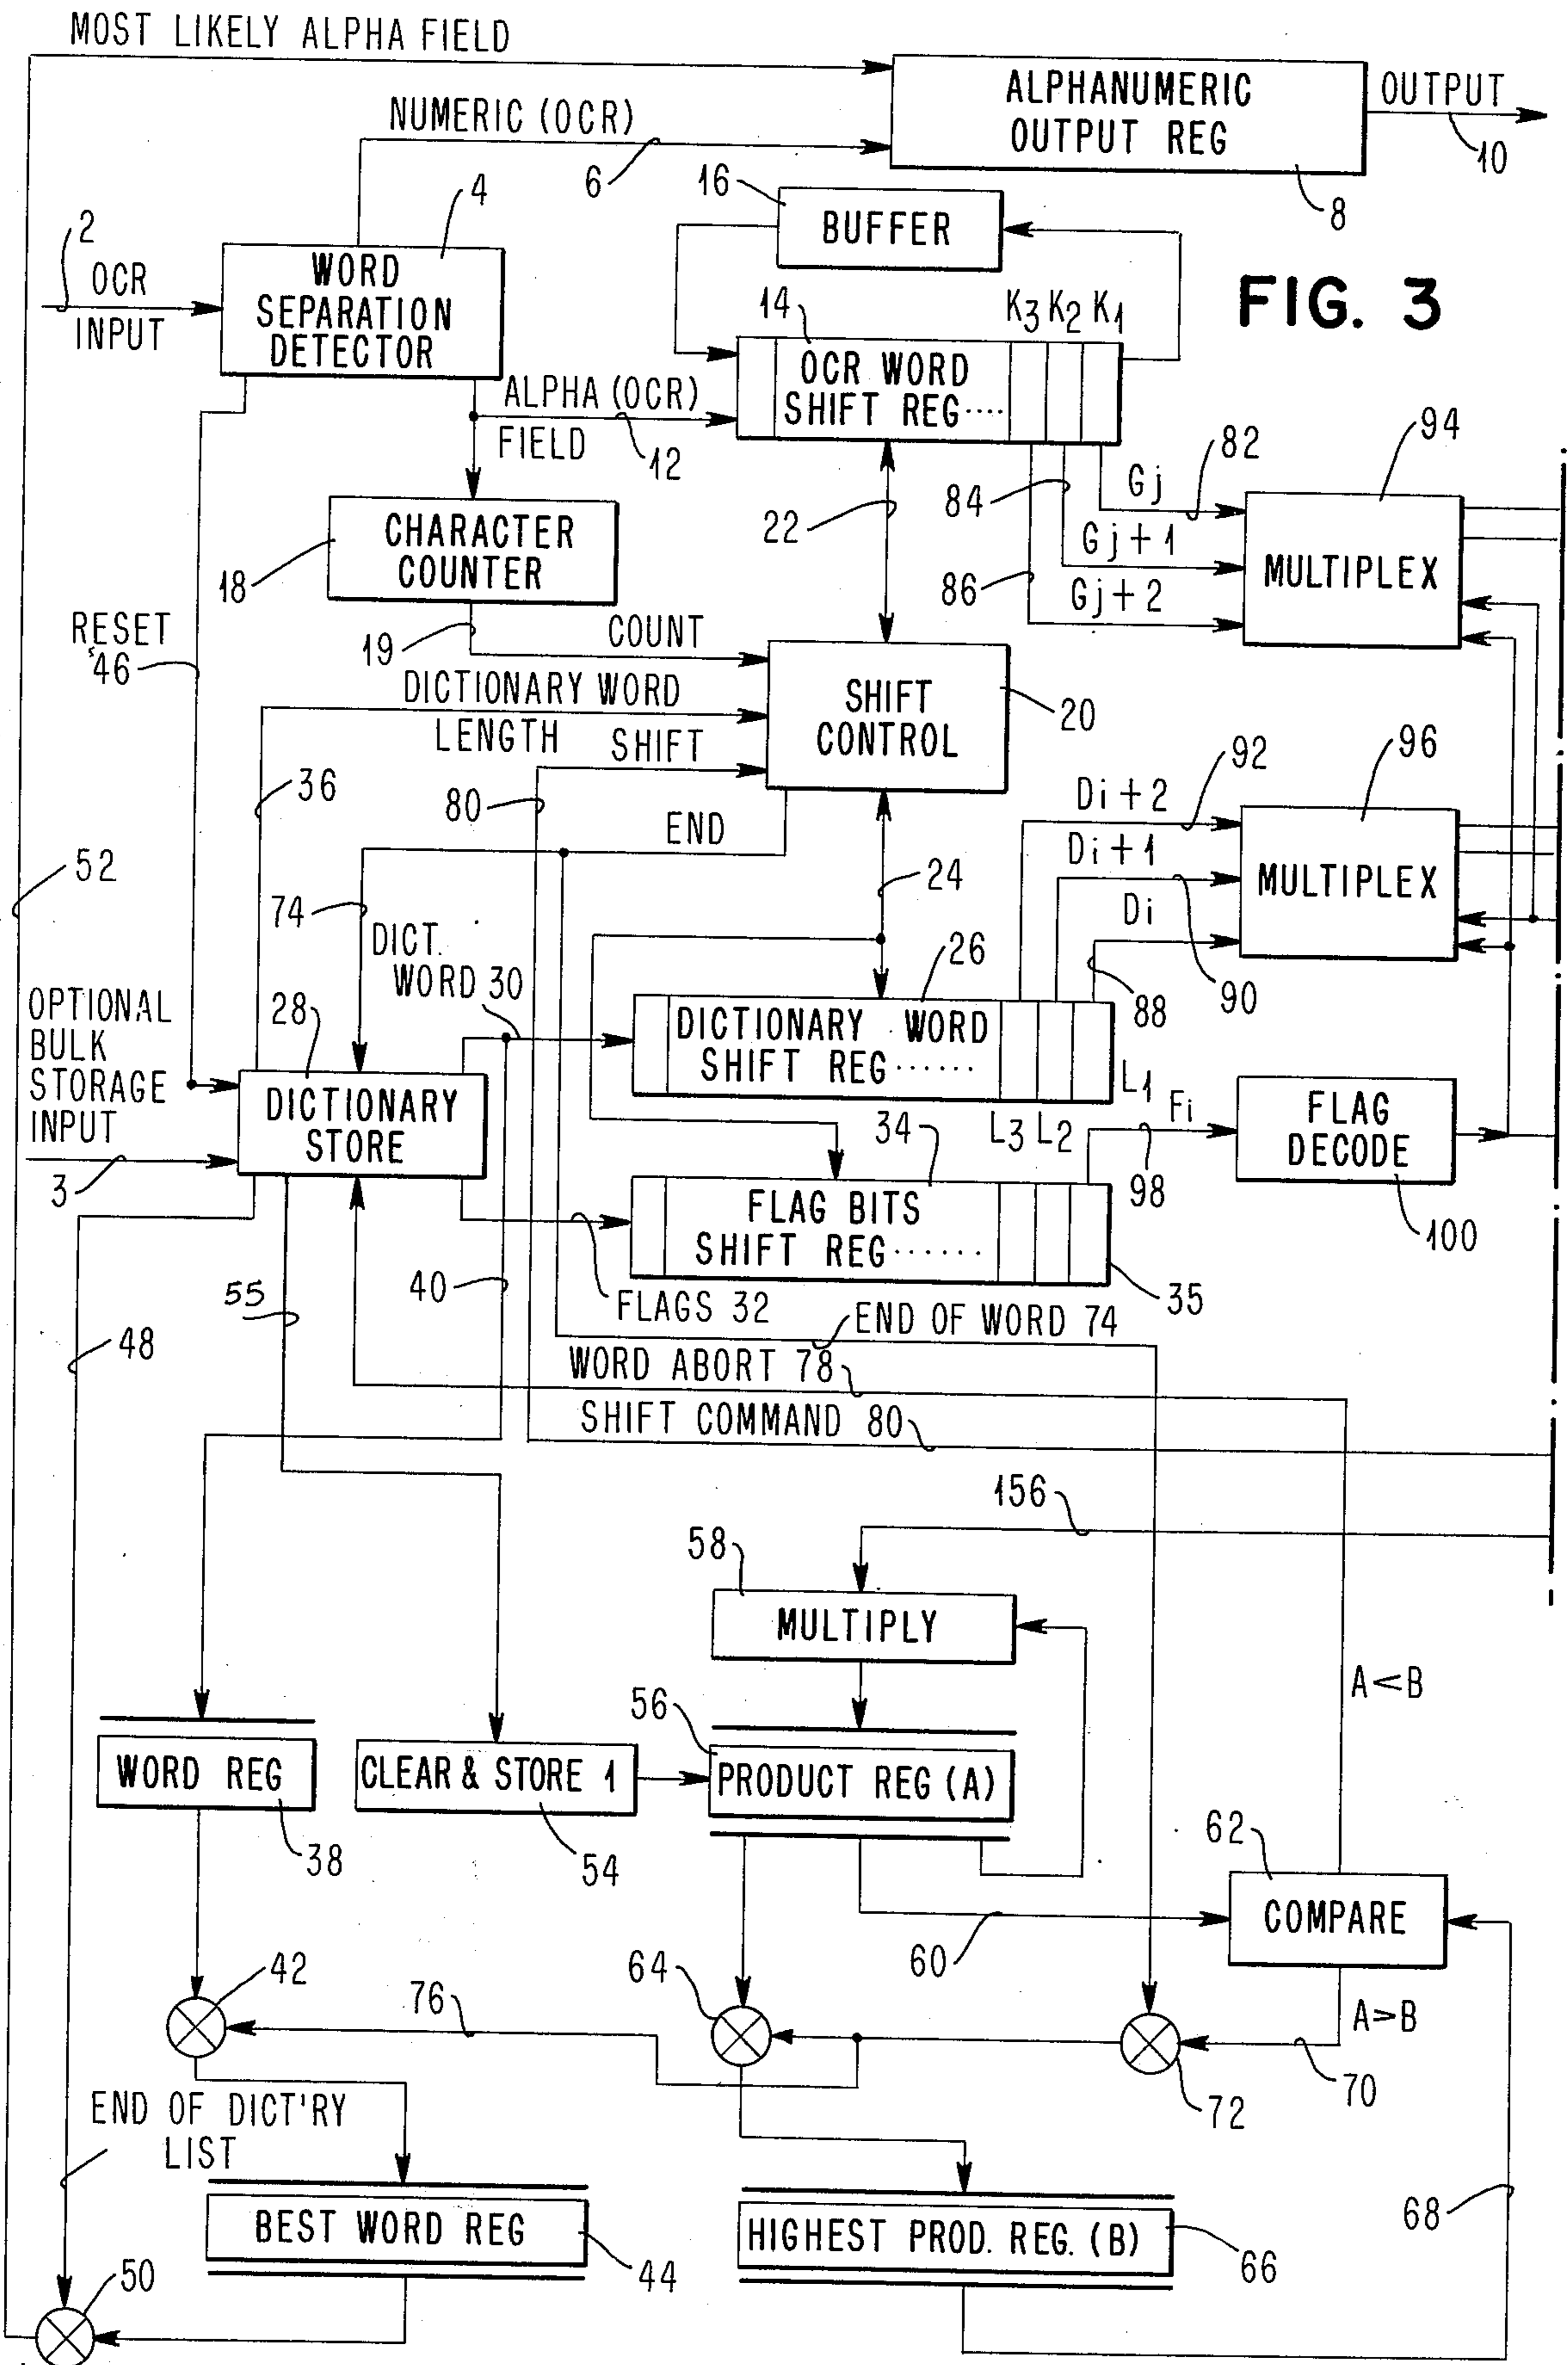 MOST LIKELY ALPHA FIELD
ALPHANUMERIC
OUTPUT REG
OUTPUT
10
NUMERIC (OCR)
6
8
2
OCR
INPUT
4
WORD
SEPARATION
DETECTOR
16
BUFFER
FIG. 3
14
K3 K2 K1
OCR WORD
SHIFT REG····
ALPHA (OCR)
FIELD
12
22
84
86
Gj
82
Gj+1
Gj+2
94
MULTIPLEX
18
CHARACTER
COUNTER
19
COUNT
RESET
46
DICTIONARY WORD
LENGTH
SHIFT
36
80
SHIFT
CONTROL
20
END
24
52
74
DICT.
WORD 30
Di+2
92
Di+1
Di
90
88
96
MULTIPLEX
26
DICTIONARY WORD
SHIFT REG······
L1
L3 L2
OPTIONAL
BULK
STORAGE
INPUT
3
28
DICTIONARY
STORE
34
FLAG BITS
SHIFT REG······
35
Fi
98
FLAG
DECODE
100
55
40
FLAGS 32
48
END OF WORD 74
WORD ABORT 78
SHIFT COMMAND 80
156
58
MULTIPLY
A<B
56
WORD REG
38
CLEAR & STORE 1
54
PRODUCT REG (A)
62
COMPARE
60
42
76
64
A>B
70
72
END OF DICT'RY
LIST
BEST WORD REG
44
HIGHEST PROD. REG. (B)
66
68
50